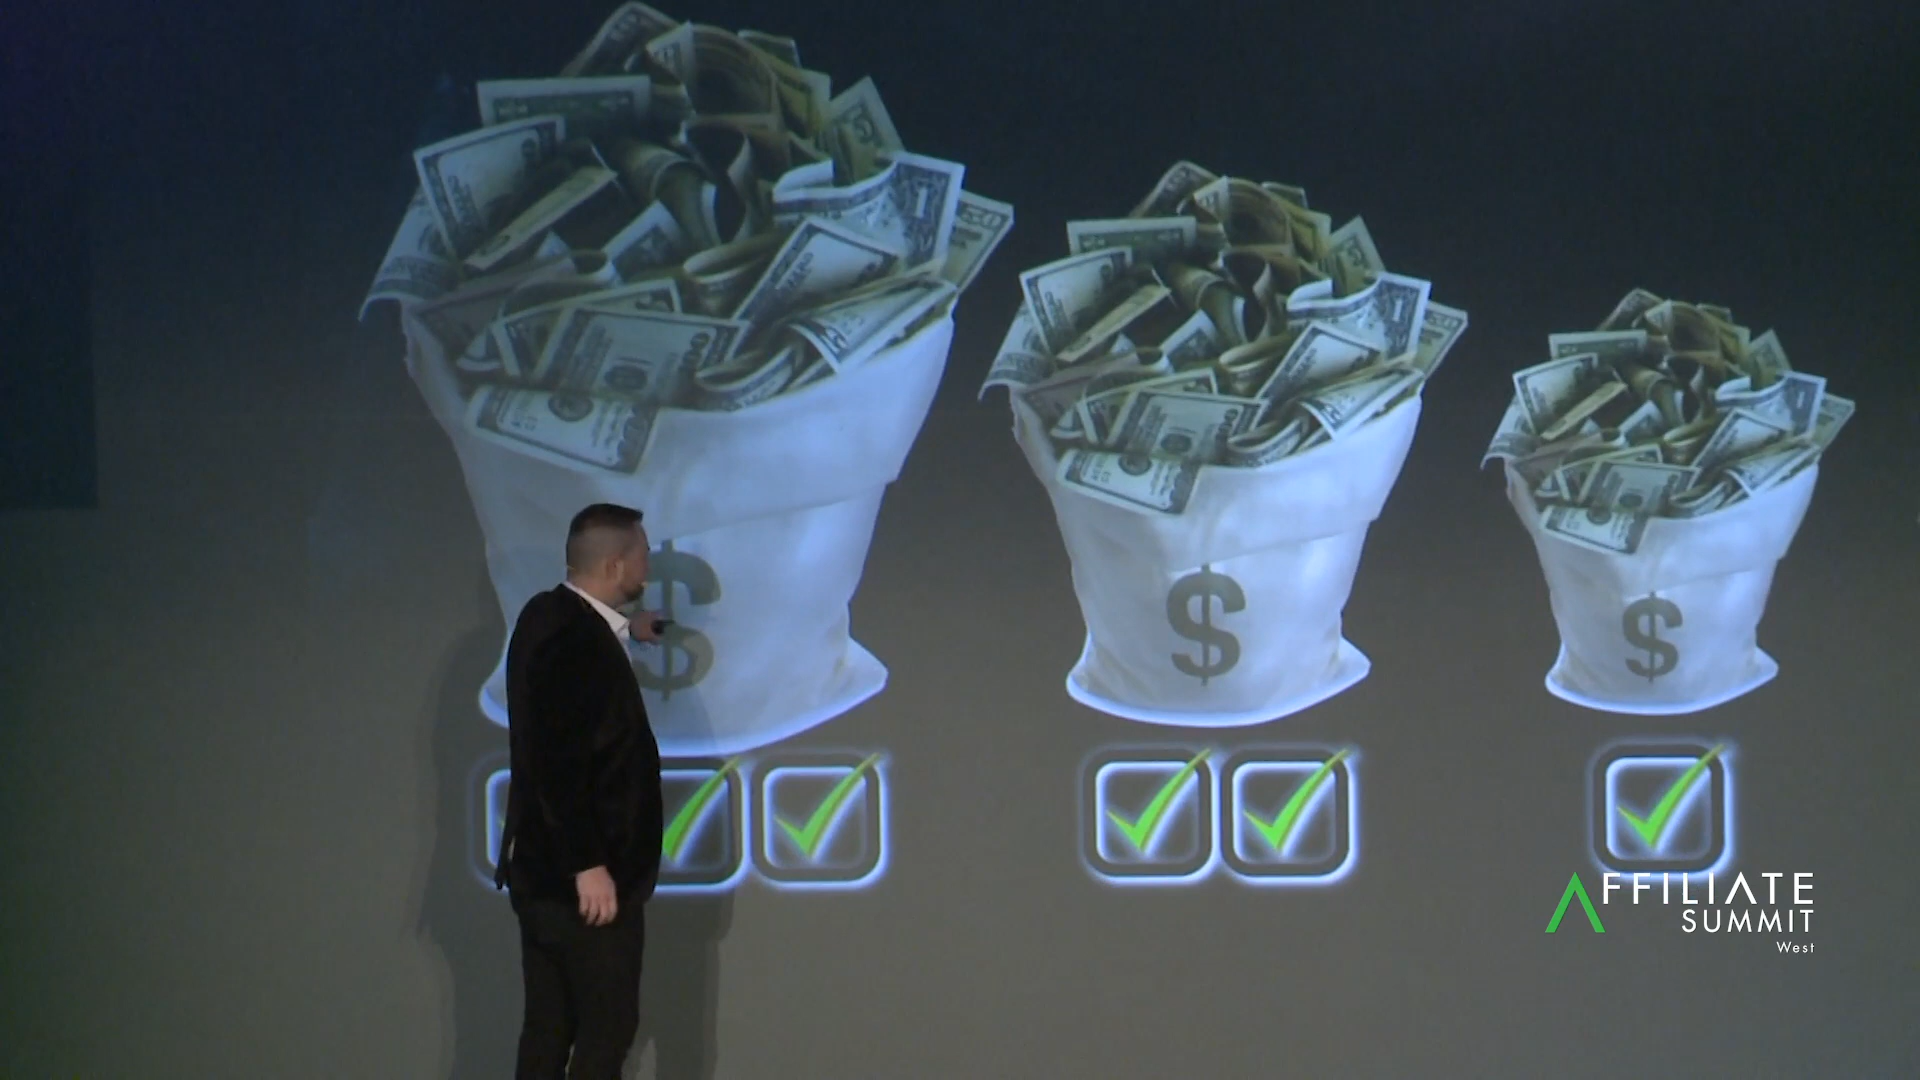 $
$
$
AFFILIATE
SUMMIT
West